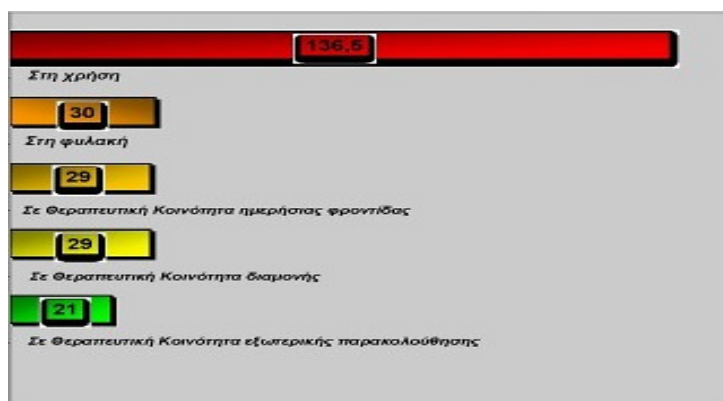 136,5
Στη χρήση
30
Στη φυλακή
29
Σε Θεραπευτική Κοινότητα ημερήσιας φροντίδας
29
Σε Θεραπευτική Κοινότητα διαμονής
21
Σε Θεραπευτική Κοινότητα εξωτερικής παρακολούθησης